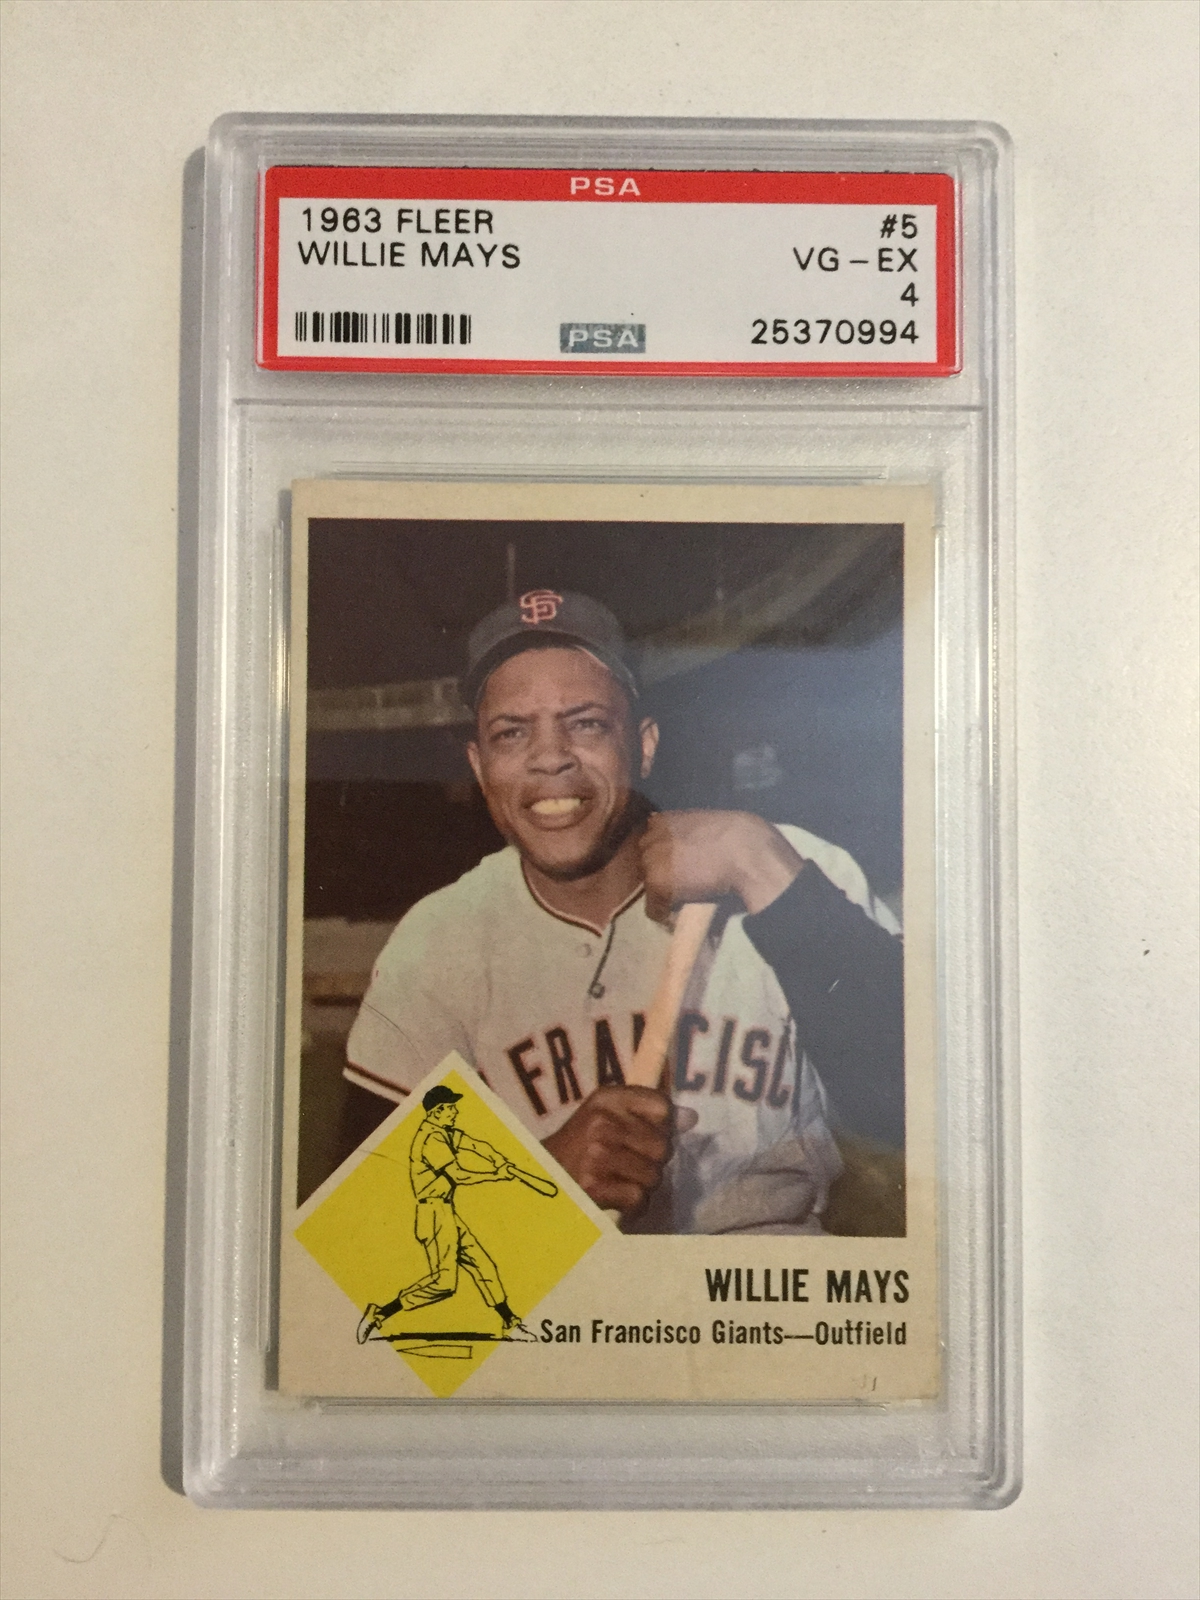 PSA
1963 FLEER #5
WILLIE MAYS VG - EX
4
PSA 25370994
SF
FRANCISC
WILLIE MAYS
San Francisco Giants—Outfield